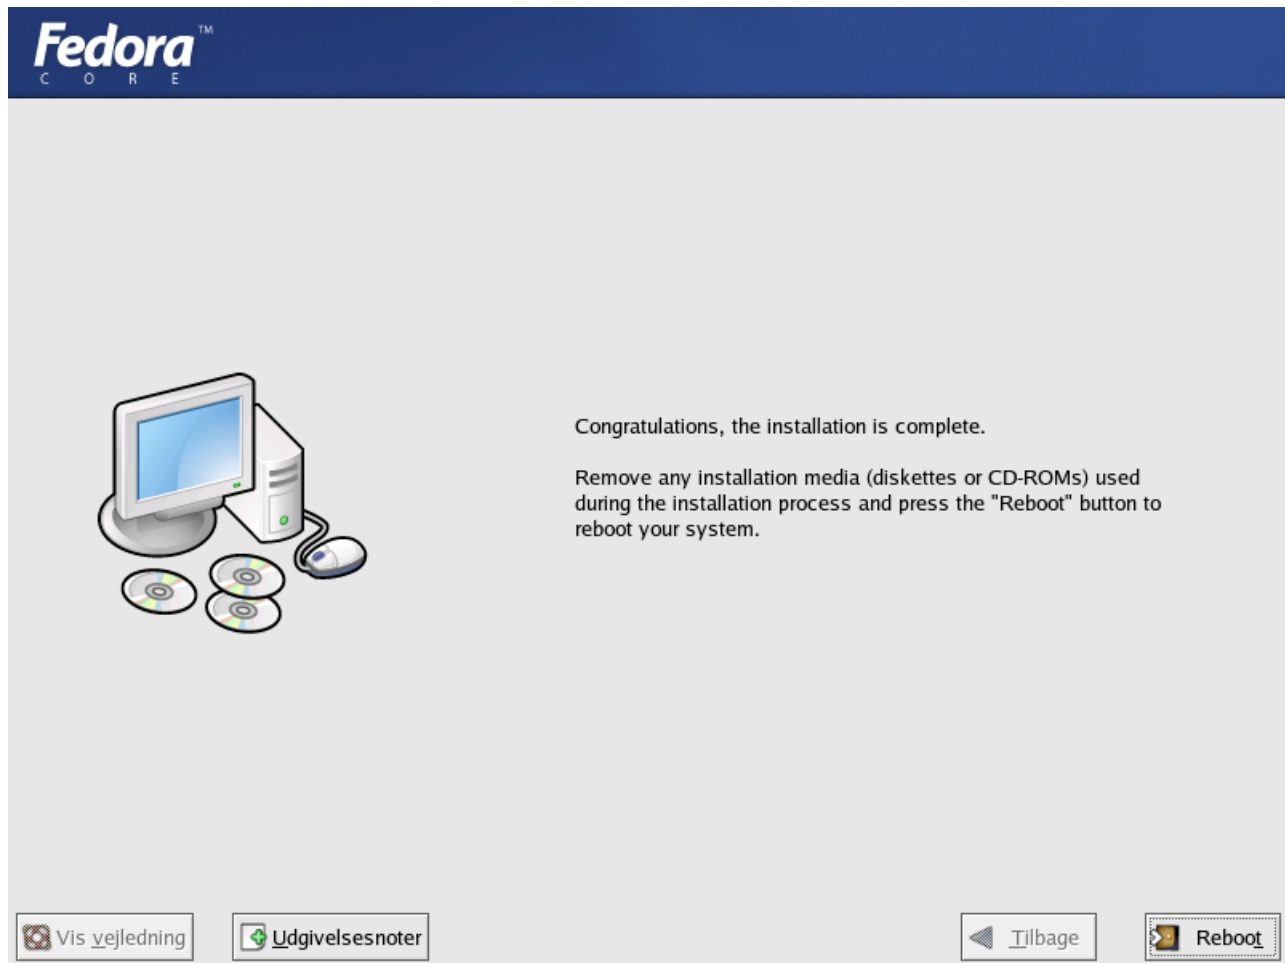 Fedora™
CORE
Congratulations, the installation is complete.
Remove any installation media (diskettes or CD-ROMs) used
during the installation process and press the "Reboot" button to
reboot your system.
Vis vejledning
Udgivelsesnoter
Tilbage
Reboot